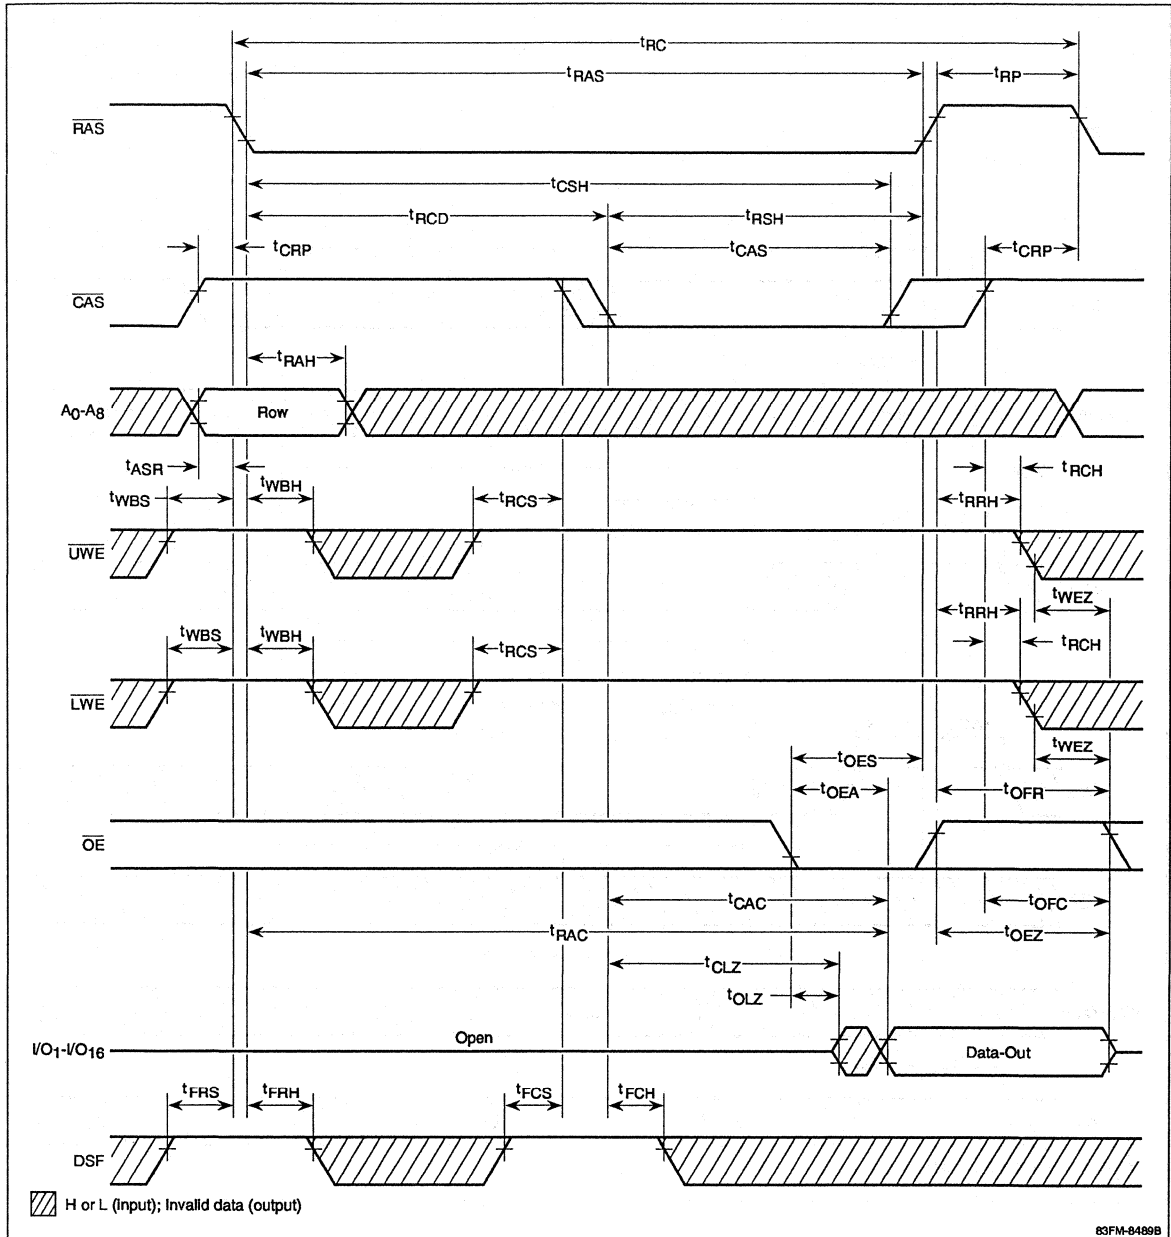 tRC
tRAS
tRP
RAS
tCSH
tRCD
tRSH
tCRP
tCAS
tCRP
CAS
tRAH
A0-A8
Row
tASR
tRCH
tWBS
tWBH
tRCS
tRRH
UWE
tWEZ
tRRH
tWBS
tWBH
tRCS
tRCH
LWE
tWEZ
tOES
tOEA
tOFR
OE
tCAC
tOFC
tRAC
tOEZ
tCLZ
tOLZ
Open
I/O1-I/O16
Data-Out
tFRS
tFRH
tFCS
tFCH
DSF
H or L (input); Invalid data (output)
83FM-8489B